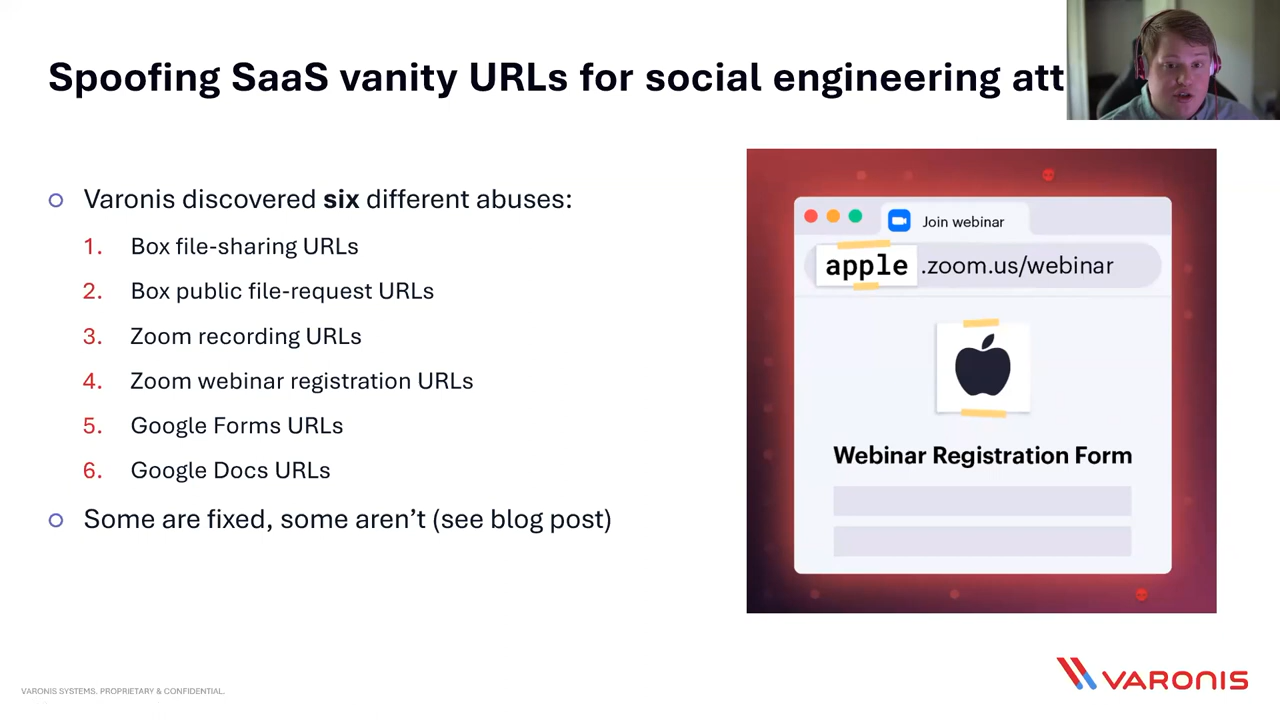 Spoofing SaaS vanity URLs for social engineering att
Varonis discovered six different abuses:
1. Box file-sharing URLs
2. Box public file-request URLs
3. Zoom recording URLs
4. Zoom webinar registration URLs
5. Google Forms URLs
6. Google Docs URLs
Some are fixed, some aren’t (see blog post)
Join webinar
apple.zoom.us/webinar
Webinar Registration Form
VARONIS SYSTEMS. PROPRIETARY & CONFIDENTIAL.
VARONIS